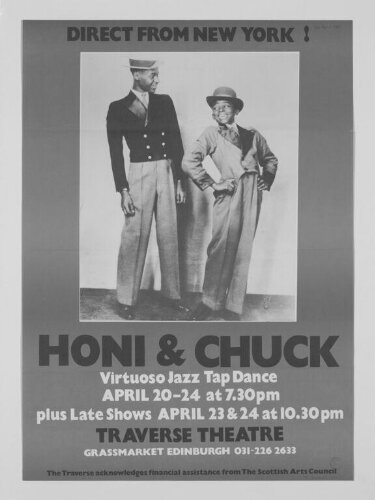 DIRECT FROM NEW YORK !
HONI & CHUCK
Virtuoso Jazz Tap Dance
APRIL 20-24 at 7.30pm
plus Late Shows APRIL 23 & 24 at 10.30 pm
TRAVERSE THEATRE
GRASSMARKET EDINBURGH 031-226 2633
The Traverse acknowledges financial assistance from The Scottish Arts Council